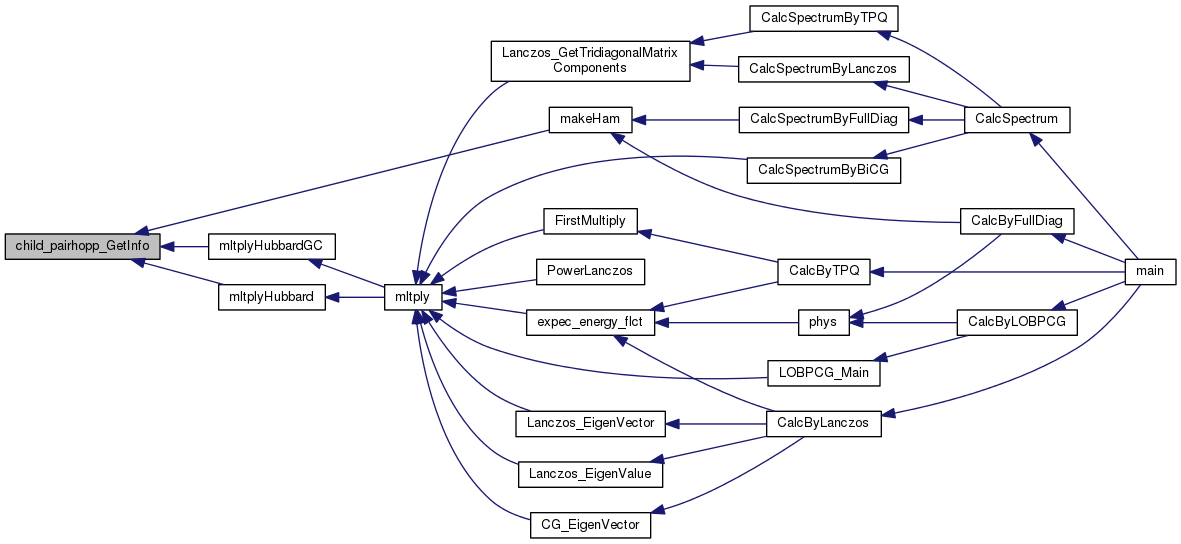 CalcSpectrumByTPQ
Lanczos_GetTridiagonalMatrix
Components
CalcSpectrumByLanczos
makeHam
CalcSpectrumByFullDiag
CalcSpectrum
CalcSpectrumByBiCG
child_pairhopp_GetInfo
mltplyHubbardGC
FirstMultiply
CalcByFullDiag
PowerLanczos
CalcByTPQ
main
mltplyHubbard
mltply
expec_energy_flct
phys
CalcByLOBPCG
LOBPCG_Main
Lanczos_EigenVector
CalcByLanczos
Lanczos_EigenValue
CG_EigenVector